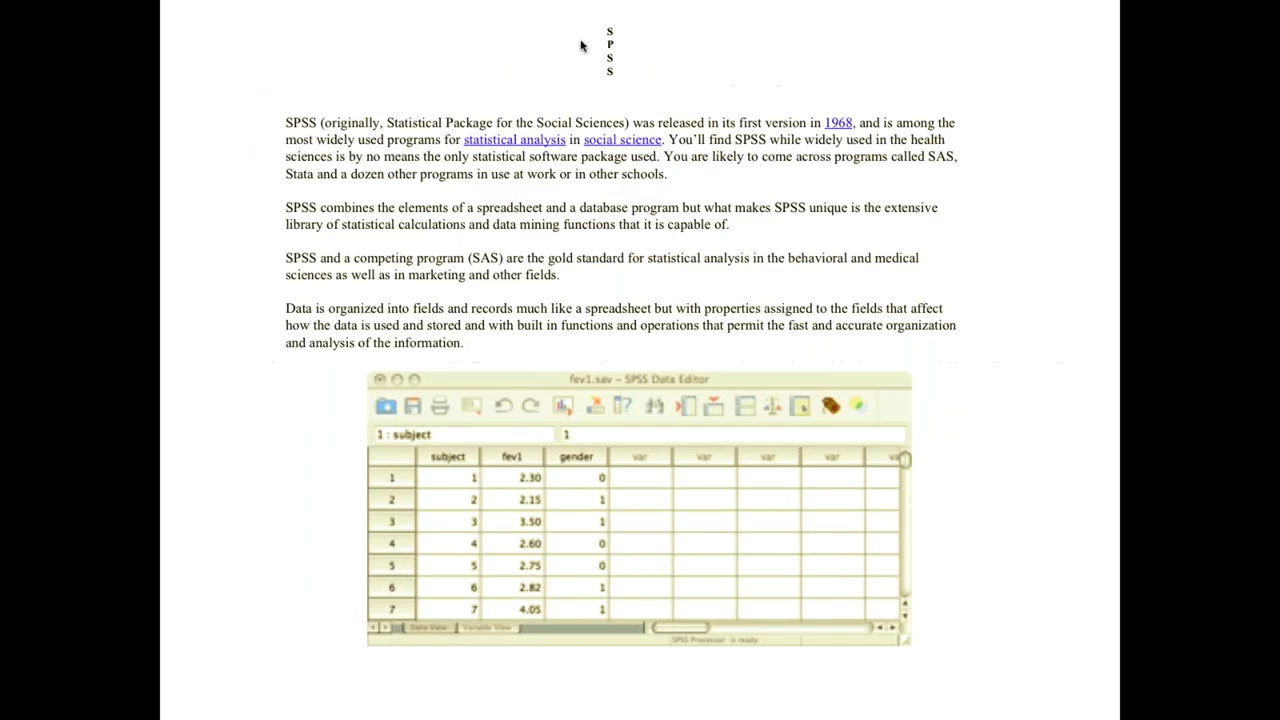 S
P
S
S
SPSS (originally, Statistical Package for the Social Sciences) was released in its first version in 1968, and is among the
most widely used programs for statistical analysis in social science. You’ll find SPSS while widely used in the health
sciences is by no means the only statistical software package used. You are likely to come across programs called SAS,
Stata and a dozen other programs in use at work or in other schools.
SPSS combines the elements of a spreadsheet and a database program but what makes SPSS unique is the extensive
library of statistical calculations and data mining functions that it is capable of.
SPSS and a competing program (SAS) are the gold standard for statistical analysis in the behavioral and medical
sciences as well as in marketing and other fields.
Data is organized into fields and records much like a spreadsheet but with properties assigned to the fields that affect
how the data is used and stored and with built in functions and operations that permit the fast and accurate organization
and analysis of the information.
fev1.sav – SPSS Data Editor
1 : subject 1
subject fev1 gender var var var var va
1 1 2.30 0
2 2 2.15 1
3 3 3.50 1
4 4 2.60 0
5 5 2.75 0
6 6 2.82 1
7 7 4.05 1
Data View Variable View
SPSS Processor is ready